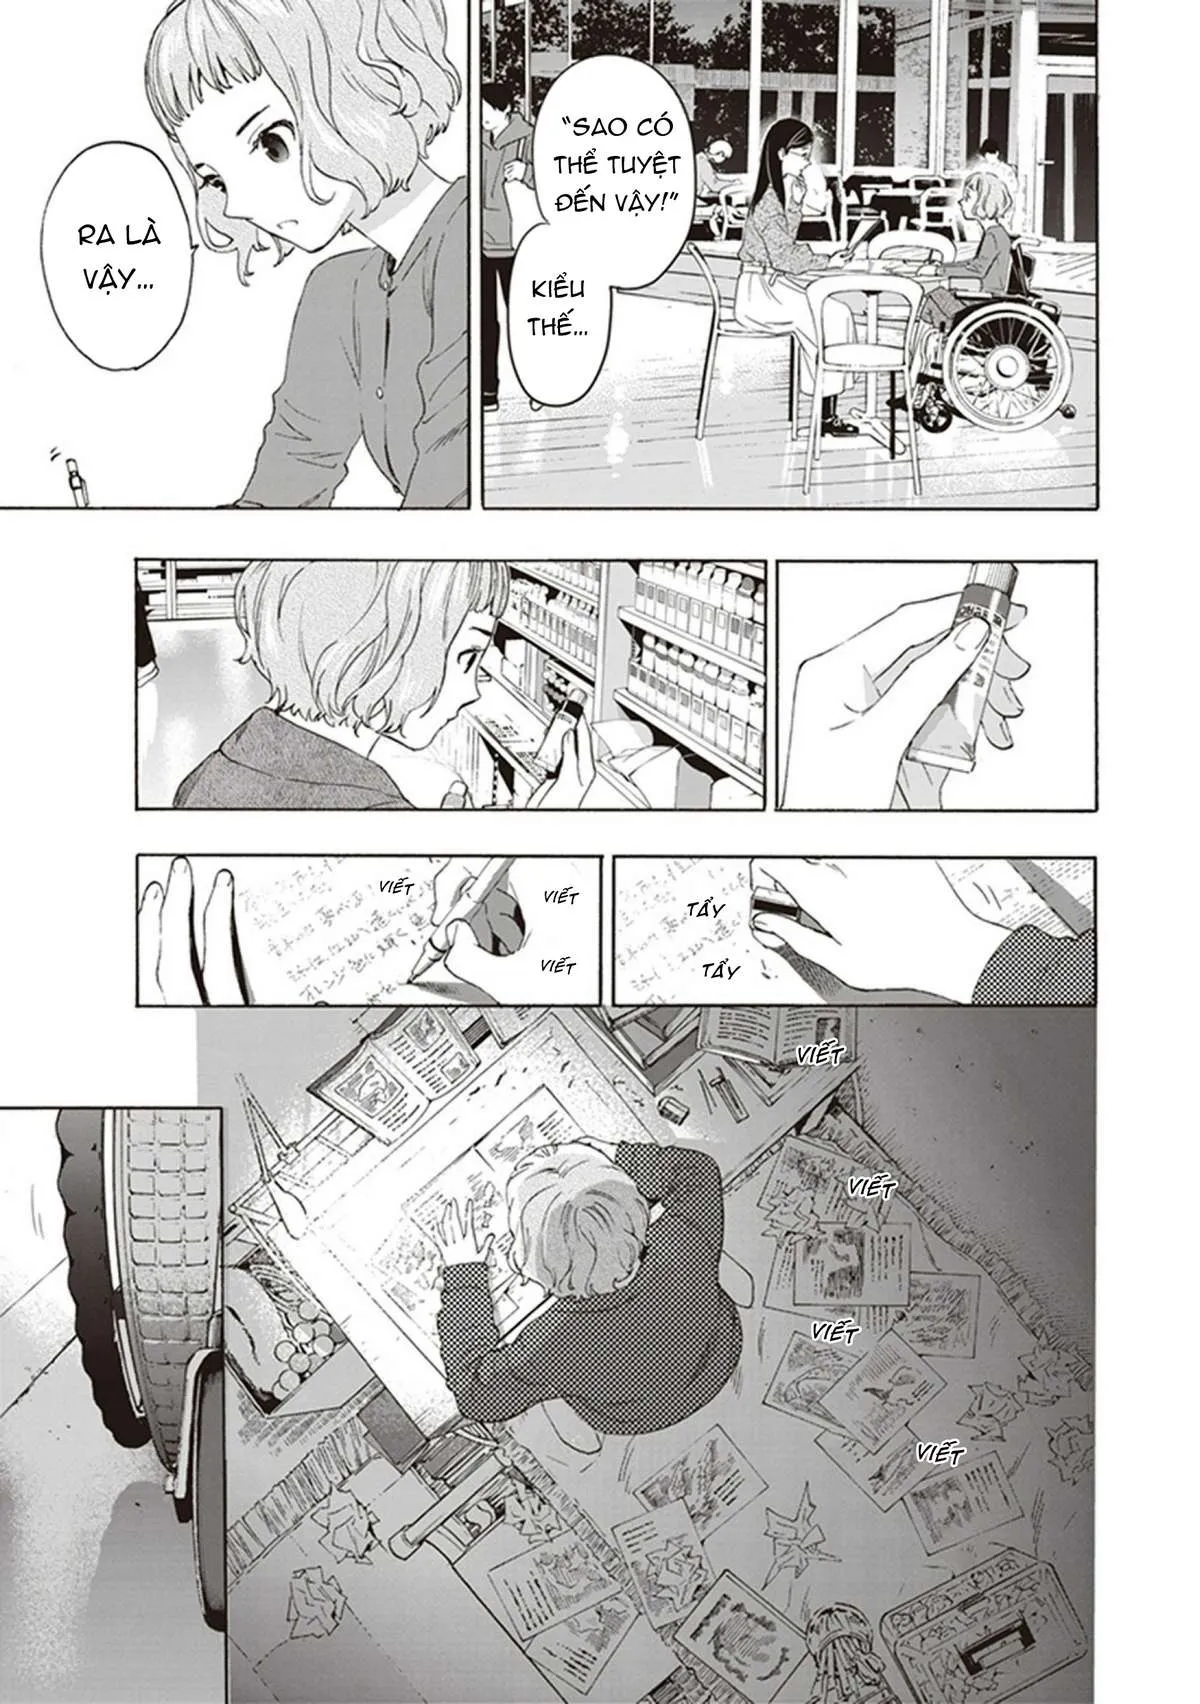 "SAO CÓ
THỂ TUYỆT
ĐẾN VẬY!"
KIỂU
THẾ...
RA LÀ
VẬY...
TẨY
TẨY
VIẾT
VIẾT
VIẾT
VIẾT
VIẾT
VIẾT
VIẾT